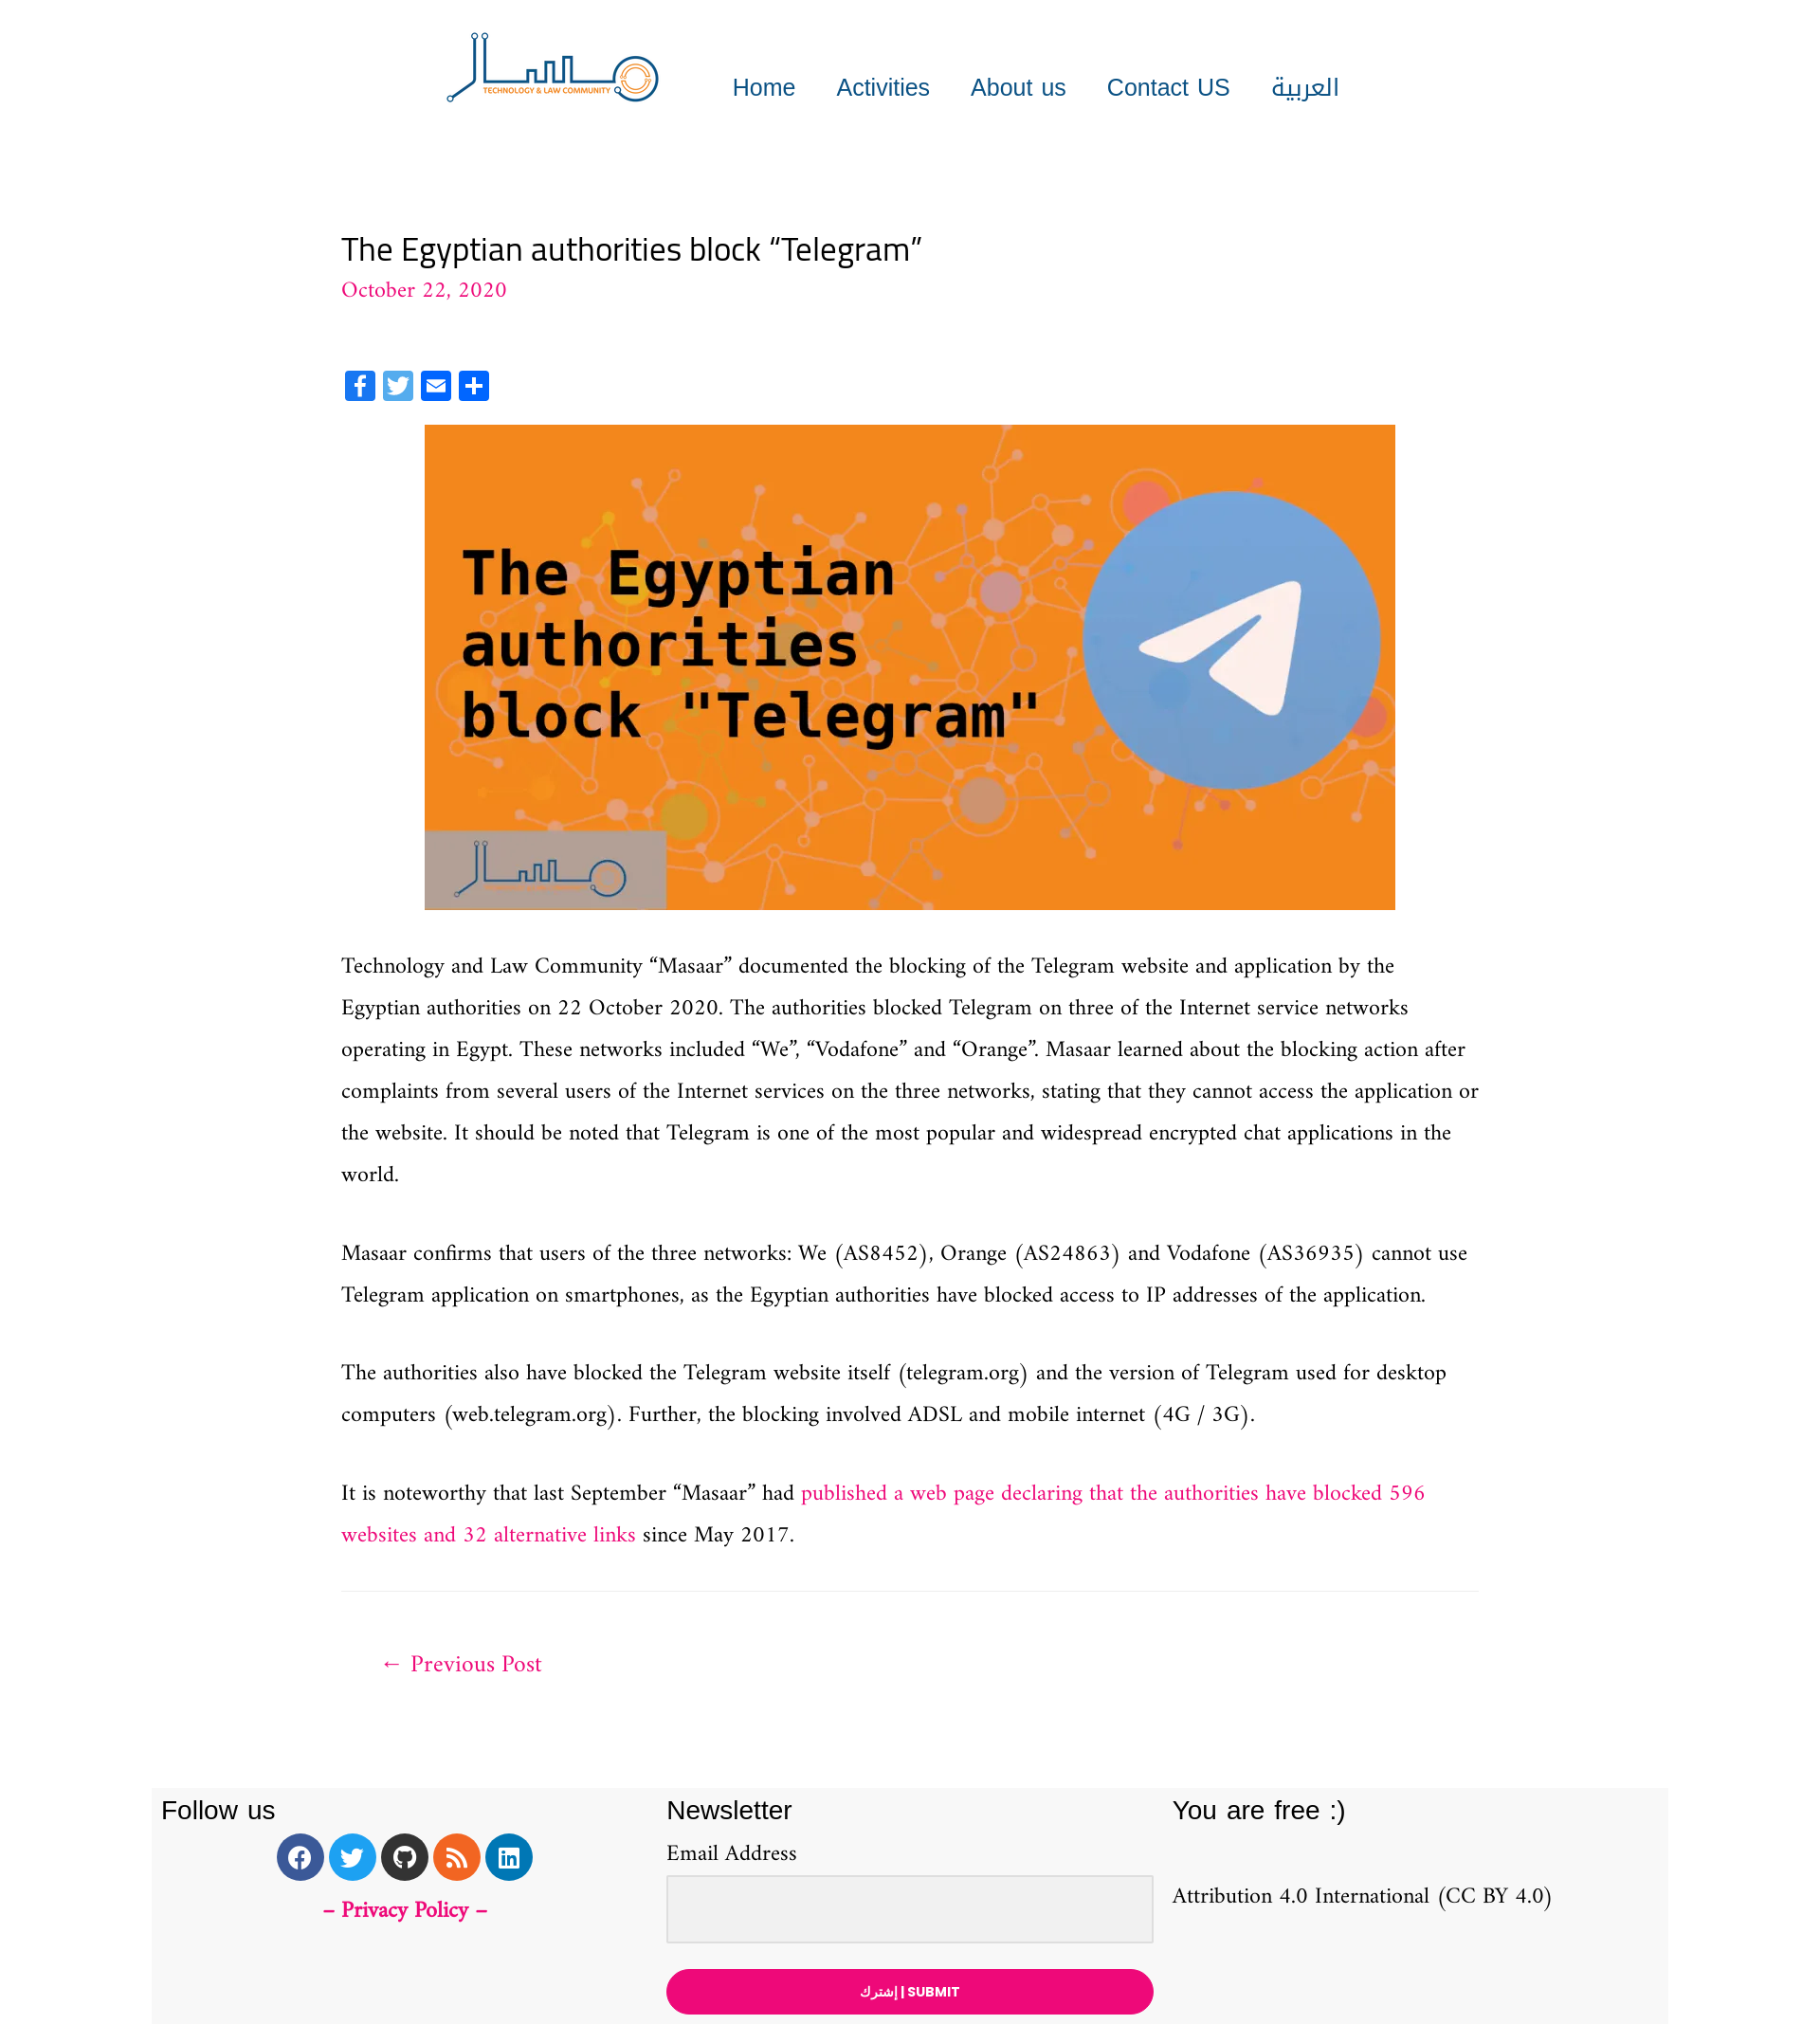 مسار
TECHNOLOGY & LAW COMMUNITY
Home Activities About us Contact US العربية
The Egyptian authorities block “Telegram”
October 22, 2020
The Egyptian
authorities
block "Telegram"
مسار
Technology and Law Community “Masaar” documented the blocking of the Telegram website and application by the
Egyptian authorities on 22 October 2020. The authorities blocked Telegram on three of the Internet service networks
operating in Egypt. These networks included “We”, “Vodafone” and “Orange”. Masaar learned about the blocking action after
complaints from several users of the Internet services on the three networks, stating that they cannot access the application or
the website. It should be noted that Telegram is one of the most popular and widespread encrypted chat applications in the
world.
Masaar confirms that users of the three networks: We (AS8452), Orange (AS24863) and Vodafone (AS36935) cannot use
Telegram application on smartphones, as the Egyptian authorities have blocked access to IP addresses of the application.
The authorities also have blocked the Telegram website itself (telegram.org) and the version of Telegram used for desktop
computers (web.telegram.org). Further, the blocking involved ADSL and mobile internet (4G / 3G).
It is noteworthy that last September “Masaar” had published a web page declaring that the authorities have blocked 596
websites and 32 alternative links since May 2017.
← Previous Post
Follow us
– Privacy Policy –
Newsletter
Email Address
إشترك | SUBMIT
You are free :)
Attribution 4.0 International (CC BY 4.0)